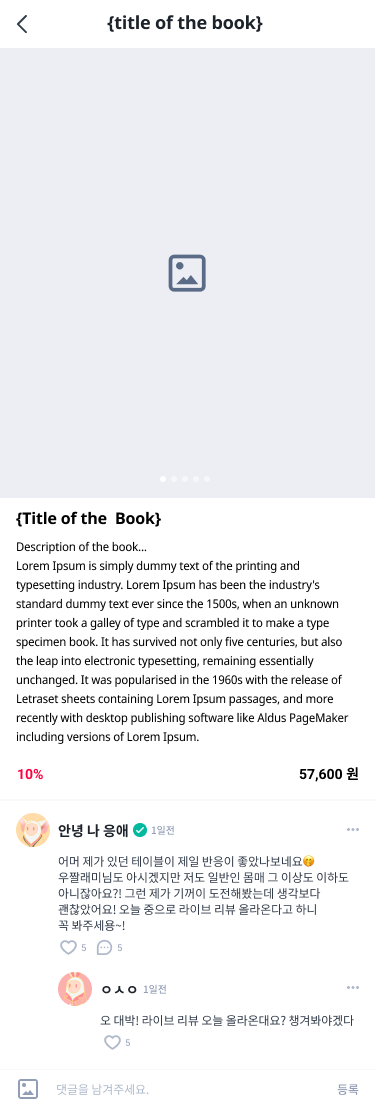 {title of the book}
{Title of the  Book}
Description of the book...
Lorem Ipsum is simply dummy text of the printing and
typesetting industry. Lorem Ipsum has been the industry's
standard dummy text ever since the 1500s, when an unknown
printer took a galley of type and scrambled it to make a type
specimen book. It has survived not only five centuries, but also
the leap into electronic typesetting, remaining essentially
unchanged. It was popularised in the 1960s with the release of
Letraset sheets containing Lorem Ipsum passages, and more
recently with desktop publishing software like Aldus PageMaker
including versions of Lorem Ipsum.
10% 57,600 원
안녕 나 응애 1일전
어머 제가 있던 테이블이 제일 반응이 좋았나보네요🤭
우짤래미님도 아시겠지만 저도 일반인 몸매 그 이상도 이하도
아니잖아요?! 그런 제가 기꺼이 도전해봤는데 생각보다
괜찮았어요! 오늘 중으로 라이브 리뷰 올라온다고 하니
꼭 봐주세용~!
5 5
ㅇㅅㅇ 1일전
오 대박! 라이브 리뷰 오늘 올라온대요? 챙겨봐야겠다
5
댓글을 남겨주세요. 등록